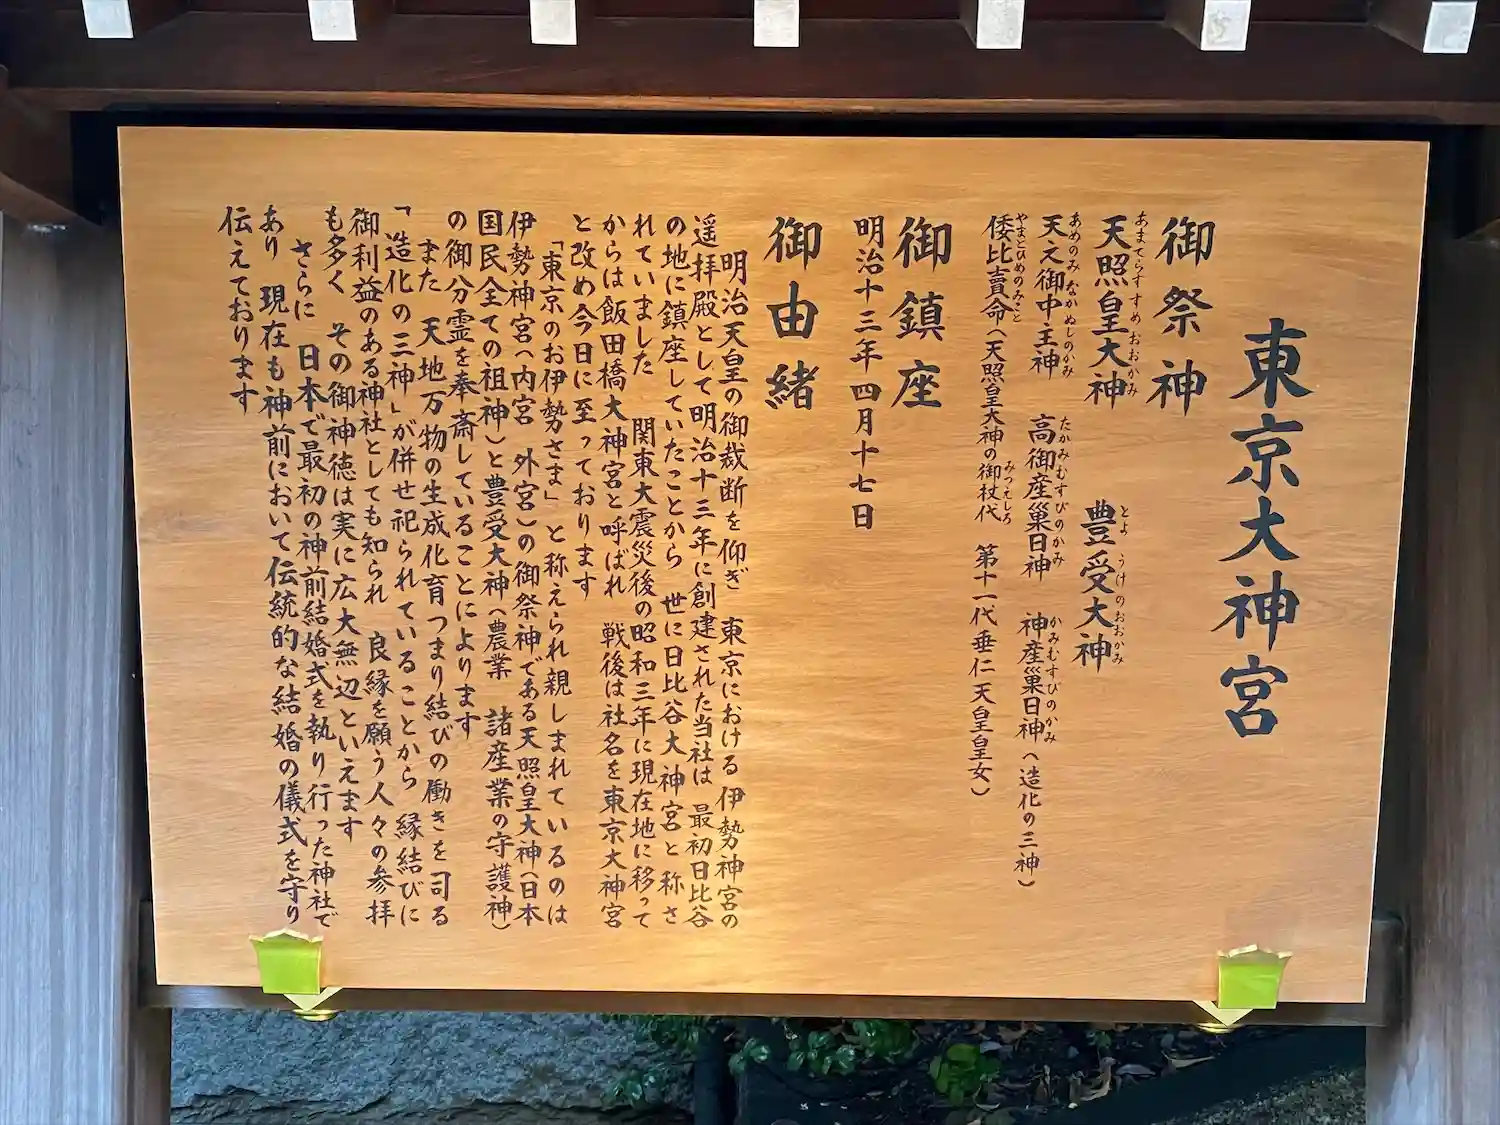 東京大神宮
御祭神
天照皇大神 豊受大神
あまてらすすめおおかみ とようけのおおかみ
天之御中主神 高御産巣日神 神産巣日神（造化の三神）
あめのみなかぬしのかみ たかみむすびのかみ かみむすびのかみ
倭比賣命（天照皇大神の御杖代 第十一代垂仁天皇皇女）
やまとひめのみこと みつえしろ
御鎮座
明治十三年四月十七日
御由緒
明治天皇の御裁断を仰ぎ 東京における伊勢神宮の
遥拝殿として明治十三年に創建された当社は 最初日比谷
の地に鎮座していたことから 世に日比谷大神宮と称さ
れていました 関東大震災後の昭和三年に現在地に移って
からは飯田橋大神宮と呼ばれ 戦後は社名を東京大神宮
と改め今日に至っております
「東京のお伊勢さま」と称えられ親しまれているのは
伊勢神宮（内宮 外宮）の御祭神である天照皇大神（日本
国民全ての祖神）と豊受大神（農業 諸産業の守護神）
の御分霊を奉斎していることによります
また 天地万物の生成化育つまり結びの働きを司る
「造化の三神」が併せ祀られていることから 縁結びに
御利益のある神社としても知られ 良縁を願う人々の参拝
も多く その御神徳は実に広大無辺といえます
さらに 日本で最初の神前結婚式を執り行った神社で
あり 現在も神前において伝統的な結婚の儀式を守り
伝えております